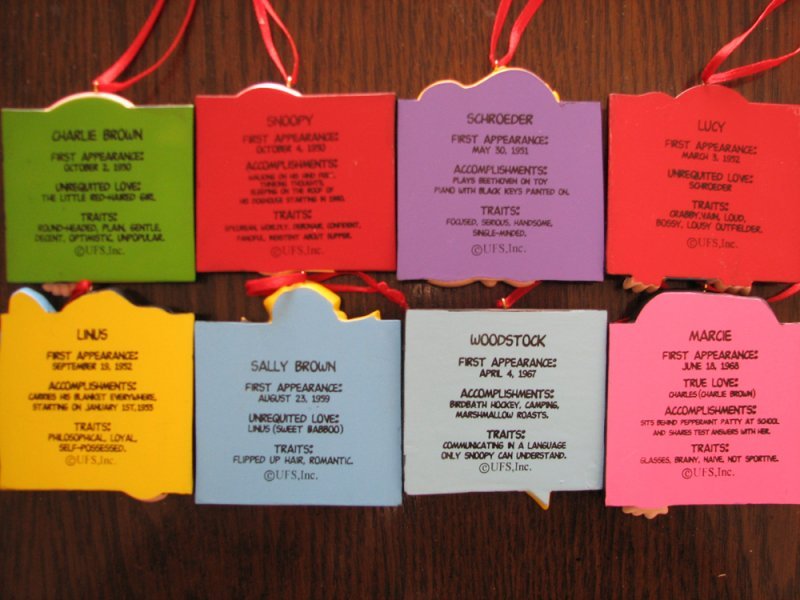 CHARLIE BROWN
FIRST APPEARANCE:
OCTOBER 2, 1950
UNREQUITED LOVE:
THE LITTLE RED-HAIRED GIRL.
TRAITS:
ROUND-HEADED, PLAIN, GENTLE,
DECENT, OPTIMISTIC, UNPOPULAR.
©UFS,Inc.
SNOOPY
FIRST APPEARANCE:
OCTOBER 4, 1950
ACCOMPLISHMENTS:
WALKING ON HIS HIND
THINKING THOUGHTS,
SLEEPING ON THE ROOF OF
HIS DOGHOUSE STARTING IN
TRAITS:
EPICUREAN, WORLDLY, DEBONAIR, CONFIDENT,
FANCIFUL, INSISTENT ABOUT SUPPER.
©UFS,Inc.
SCHROEDER
FIRST APPEARANCE:
MAY 30, 1951
ACCOMPLISHMENTS:
PLAYS BEETHOVEN ON TOY
PIANO WITH BLACK KEYS PAINTED ON.
TRAITS:
FOCUSED, SERIOUS, HANDSOME,
SINGLE-MINDED.
©UFS,Inc.
LUCY
FIRST APPEARANCE:
MARCH 3, 1952
UNREQUITED LOVE:
SCHROEDER
TRAITS:
CRABBY, VAIN, LOUD,
BOSSY, LOUSY OUTFIELDER.
©UFS,Inc.
LINUS
FIRST APPEARANCE:
SEPTEMBER 19, 1952
ACCOMPLISHMENTS:
CARRIES HIS BLANKET EVERYWHERE,
STARTING ON JANUARY 1ST,1955
TRAITS:
PHILOSOPHICAL, LOYAL,
SELF-POSSESSED.
©UFS,Inc.
SALLY BROWN
FIRST APPEARANCE:
AUGUST 23, 1959
UNREQUITED LOVE:
LINUS (SWEET BABBOO)
TRAITS:
FLIPPED UP HAIR, ROMANTIC.
©UFS,Inc.
WOODSTOCK
FIRST APPEARANCE:
APRIL 4, 1967
ACCOMPLISHMENTS:
BIRDBATH HOCKEY, CAMPING,
MARSHMALLOW ROASTS.
TRAITS:
COMMUNICATING IN A LANGUAGE
ONLY SNOOPY CAN UNDERSTAND.
©UFS,Inc.
MARCIE
FIRST APPEARANCE:
JUNE 18, 1968
TRUE LOVE:
CHARLES (CHARLIE BROWN)
ACCOMPLISHMENTS:
SITS BEHIND PEPPERMINT PATTY AT SCHOOL
AND SHARES TEST ANSWERS WITH HER.
TRAITS:
GLASSES, BRAINY, NAIVE, NOT SPORTIVE.
©UFS,Inc.